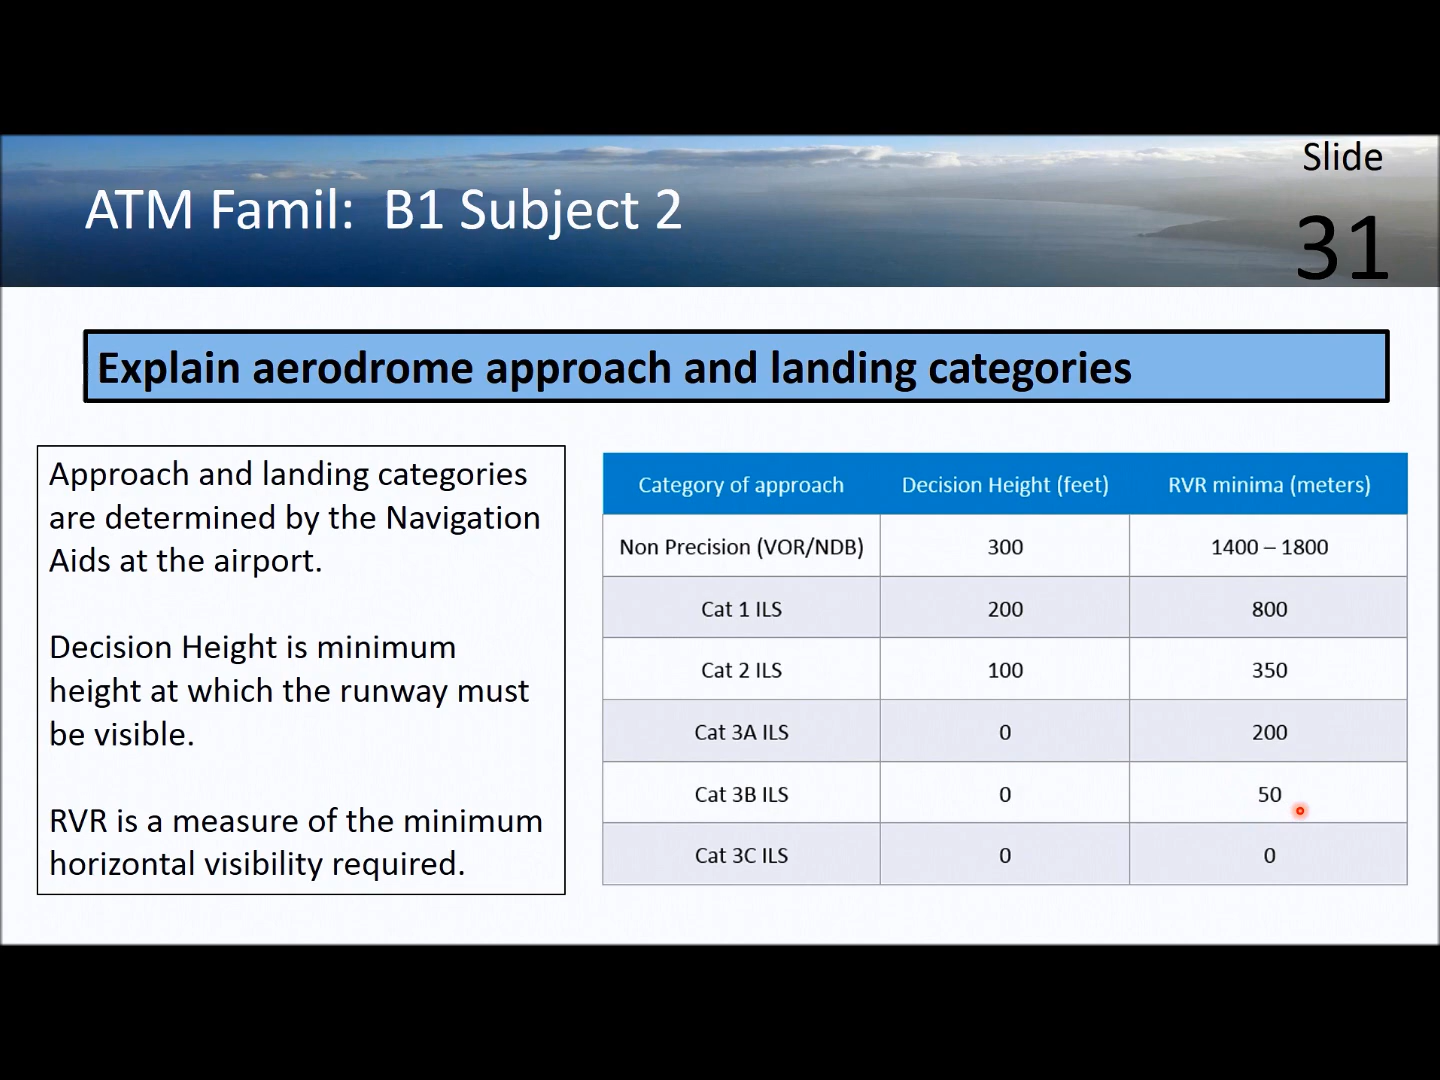 Slide
31
ATM Famil:  B1 Subject 2
Explain aerodrome approach and landing categories
Approach and landing categories
are determined by the Navigation
Aids at the airport.
Decision Height is minimum
height at which the runway must
be visible.
RVR is a measure of the minimum
horizontal visibility required.
Category of approach Decision Height (feet) RVR minima (meters)
Non Precision (VOR/NDB) 300 1400 – 1800
Cat 1 ILS 200 800
Cat 2 ILS 100 350
Cat 3A ILS 0 200
Cat 3B ILS 0 50
Cat 3C ILS 0 0